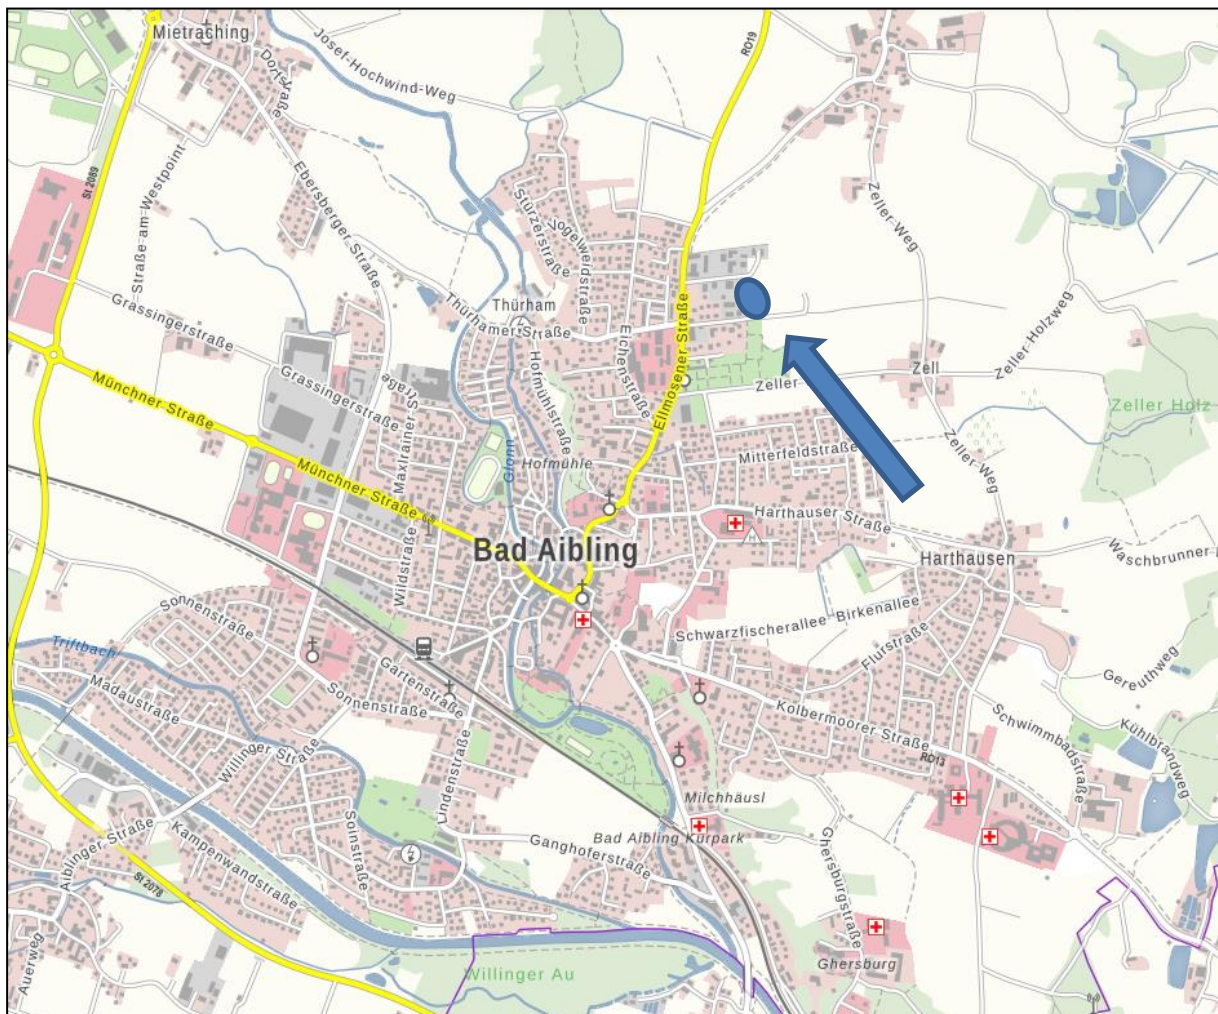 Mietraching
Dorfstraße
Josef-Hochwind-Weg
RO19
St 2089
Straße-am-Westpoint
Ebersberger Straße
Stürzerstraße
Vogelweidstraße
Zeller-Weg
Thürham
Thürhamer-Straße
Grassingerstraße
Grassingerstraße
Maxlrainer-Straße
Hofmühlstraße
Eichenstraße
Ellmosener-Straße
Zeller
Zell
Zeller-Holzweg
Zeller Holz
Münchner Straße
Münchner Straße
Glonn
Hofmühle
Mitterfeldstraße
Zeller-Weg
Wildstraße
Bad Aibling
Harthauser Straße
H
Harthausen
Waschbrunner
Sonnenstraße
Triftbach
Madaustraße
Sonnenstraße
Gartenstraße
Schwarzfischerallee-Birkenallee
Flurstraße
Gereuthweg
Kolbermoorer Straße
RO13
Schwimmbadstraße
Kühlbrandweg
Willinger Straße
Lindenstraße
Milchhäusl
Bad Aibling Kurpark
Ganghoferstraße
Ghersburgstraße
Soinstraße
Aiblinger Straße
Kampenwandstraße
St 2078
Auerweg
Willinger Au
Ghersburg